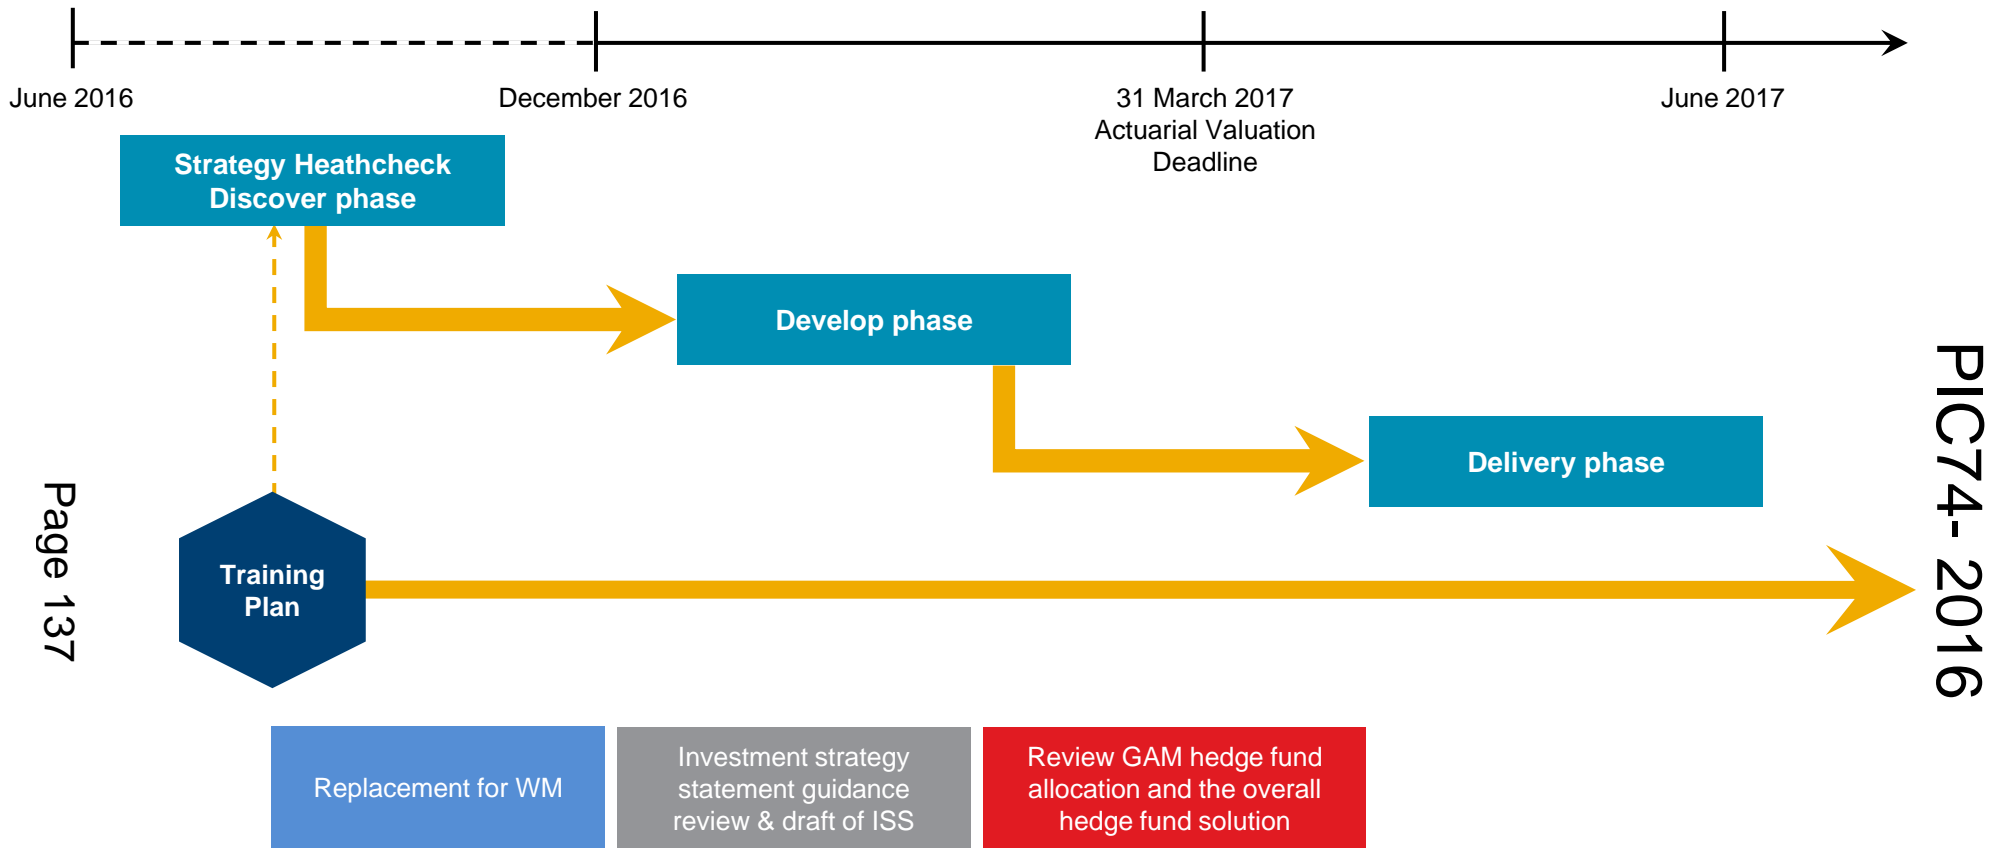 June 2016
December 2016
31 March 2017
Actuarial Valuation
Deadline
June 2017
Strategy Heathcheck
Discover phase
Develop phase
Delivery phase
Training
Plan
Replacement for WM
Investment strategy
statement guidance
review & draft of ISS
Review GAM hedge fund
allocation and the overall
hedge fund solution
Page 137
PIC74- 2016